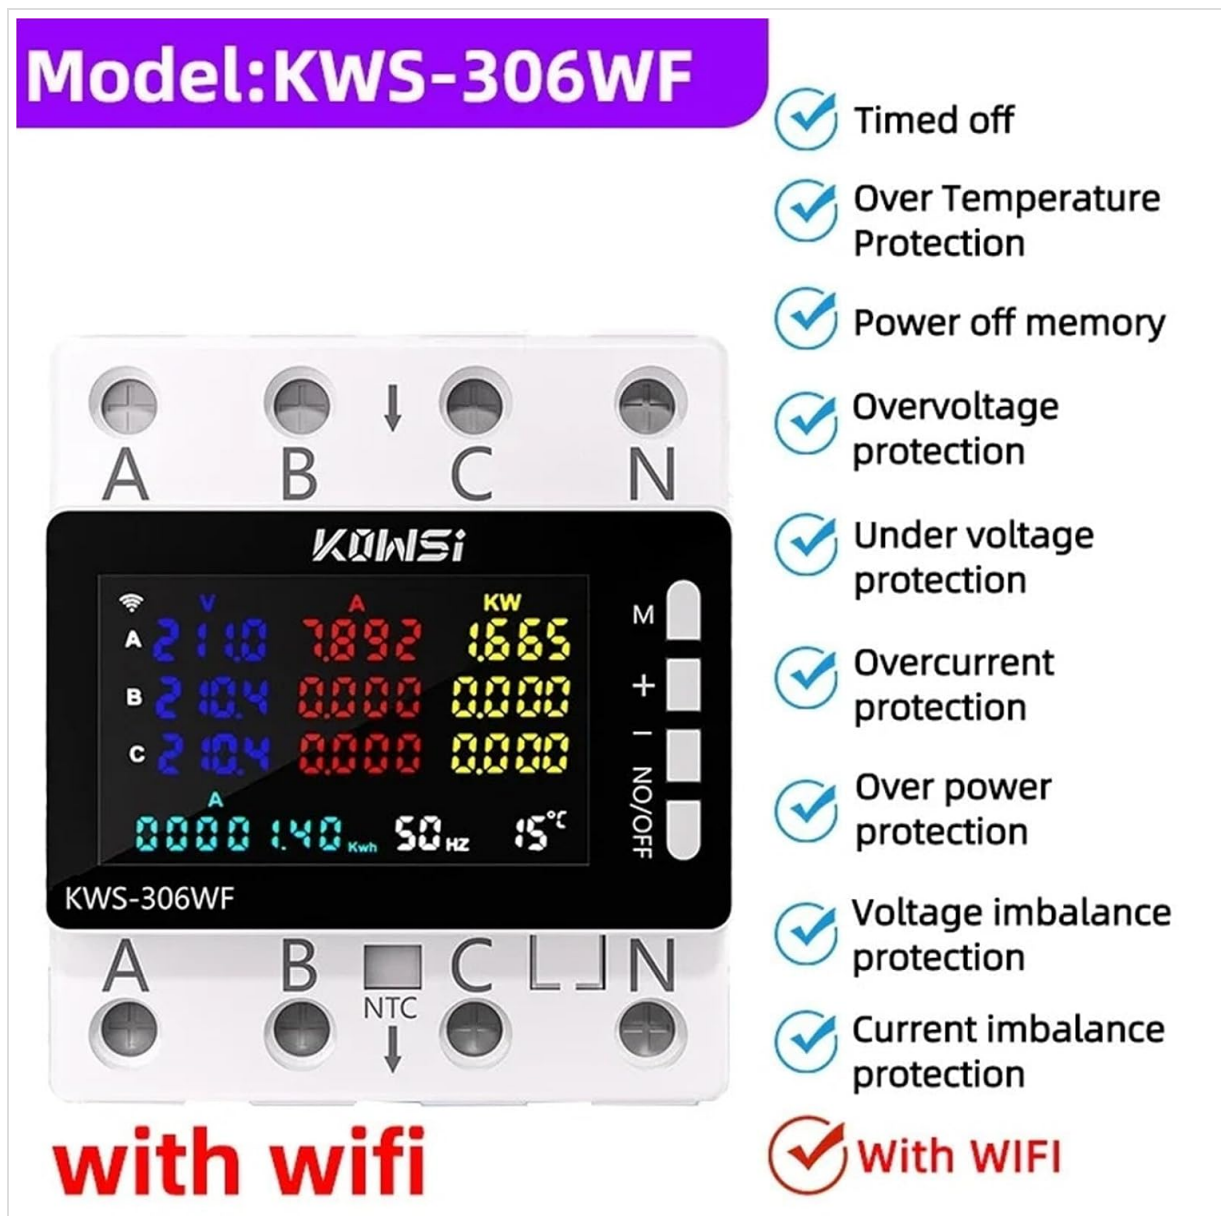 Model:KWS-306WF
Timed off
Over Temperature
Protection
Power off memory
Overvoltage
protection
Under voltage
protection
Overcurrent
protection
Over power
protection
Voltage imbalance
protection
Current imbalance
protection
With WIFI
A B C N
KOWSi
V A KW
A 211.0 7.892 1.665
B 210.4 0.000 0.000
C 210.4 0.000 0.000
A
00001.40 Kwh 50 HZ 15°C
M
+
−
NO/OFF
KWS-306WF
A B C N
NTC
with wifi